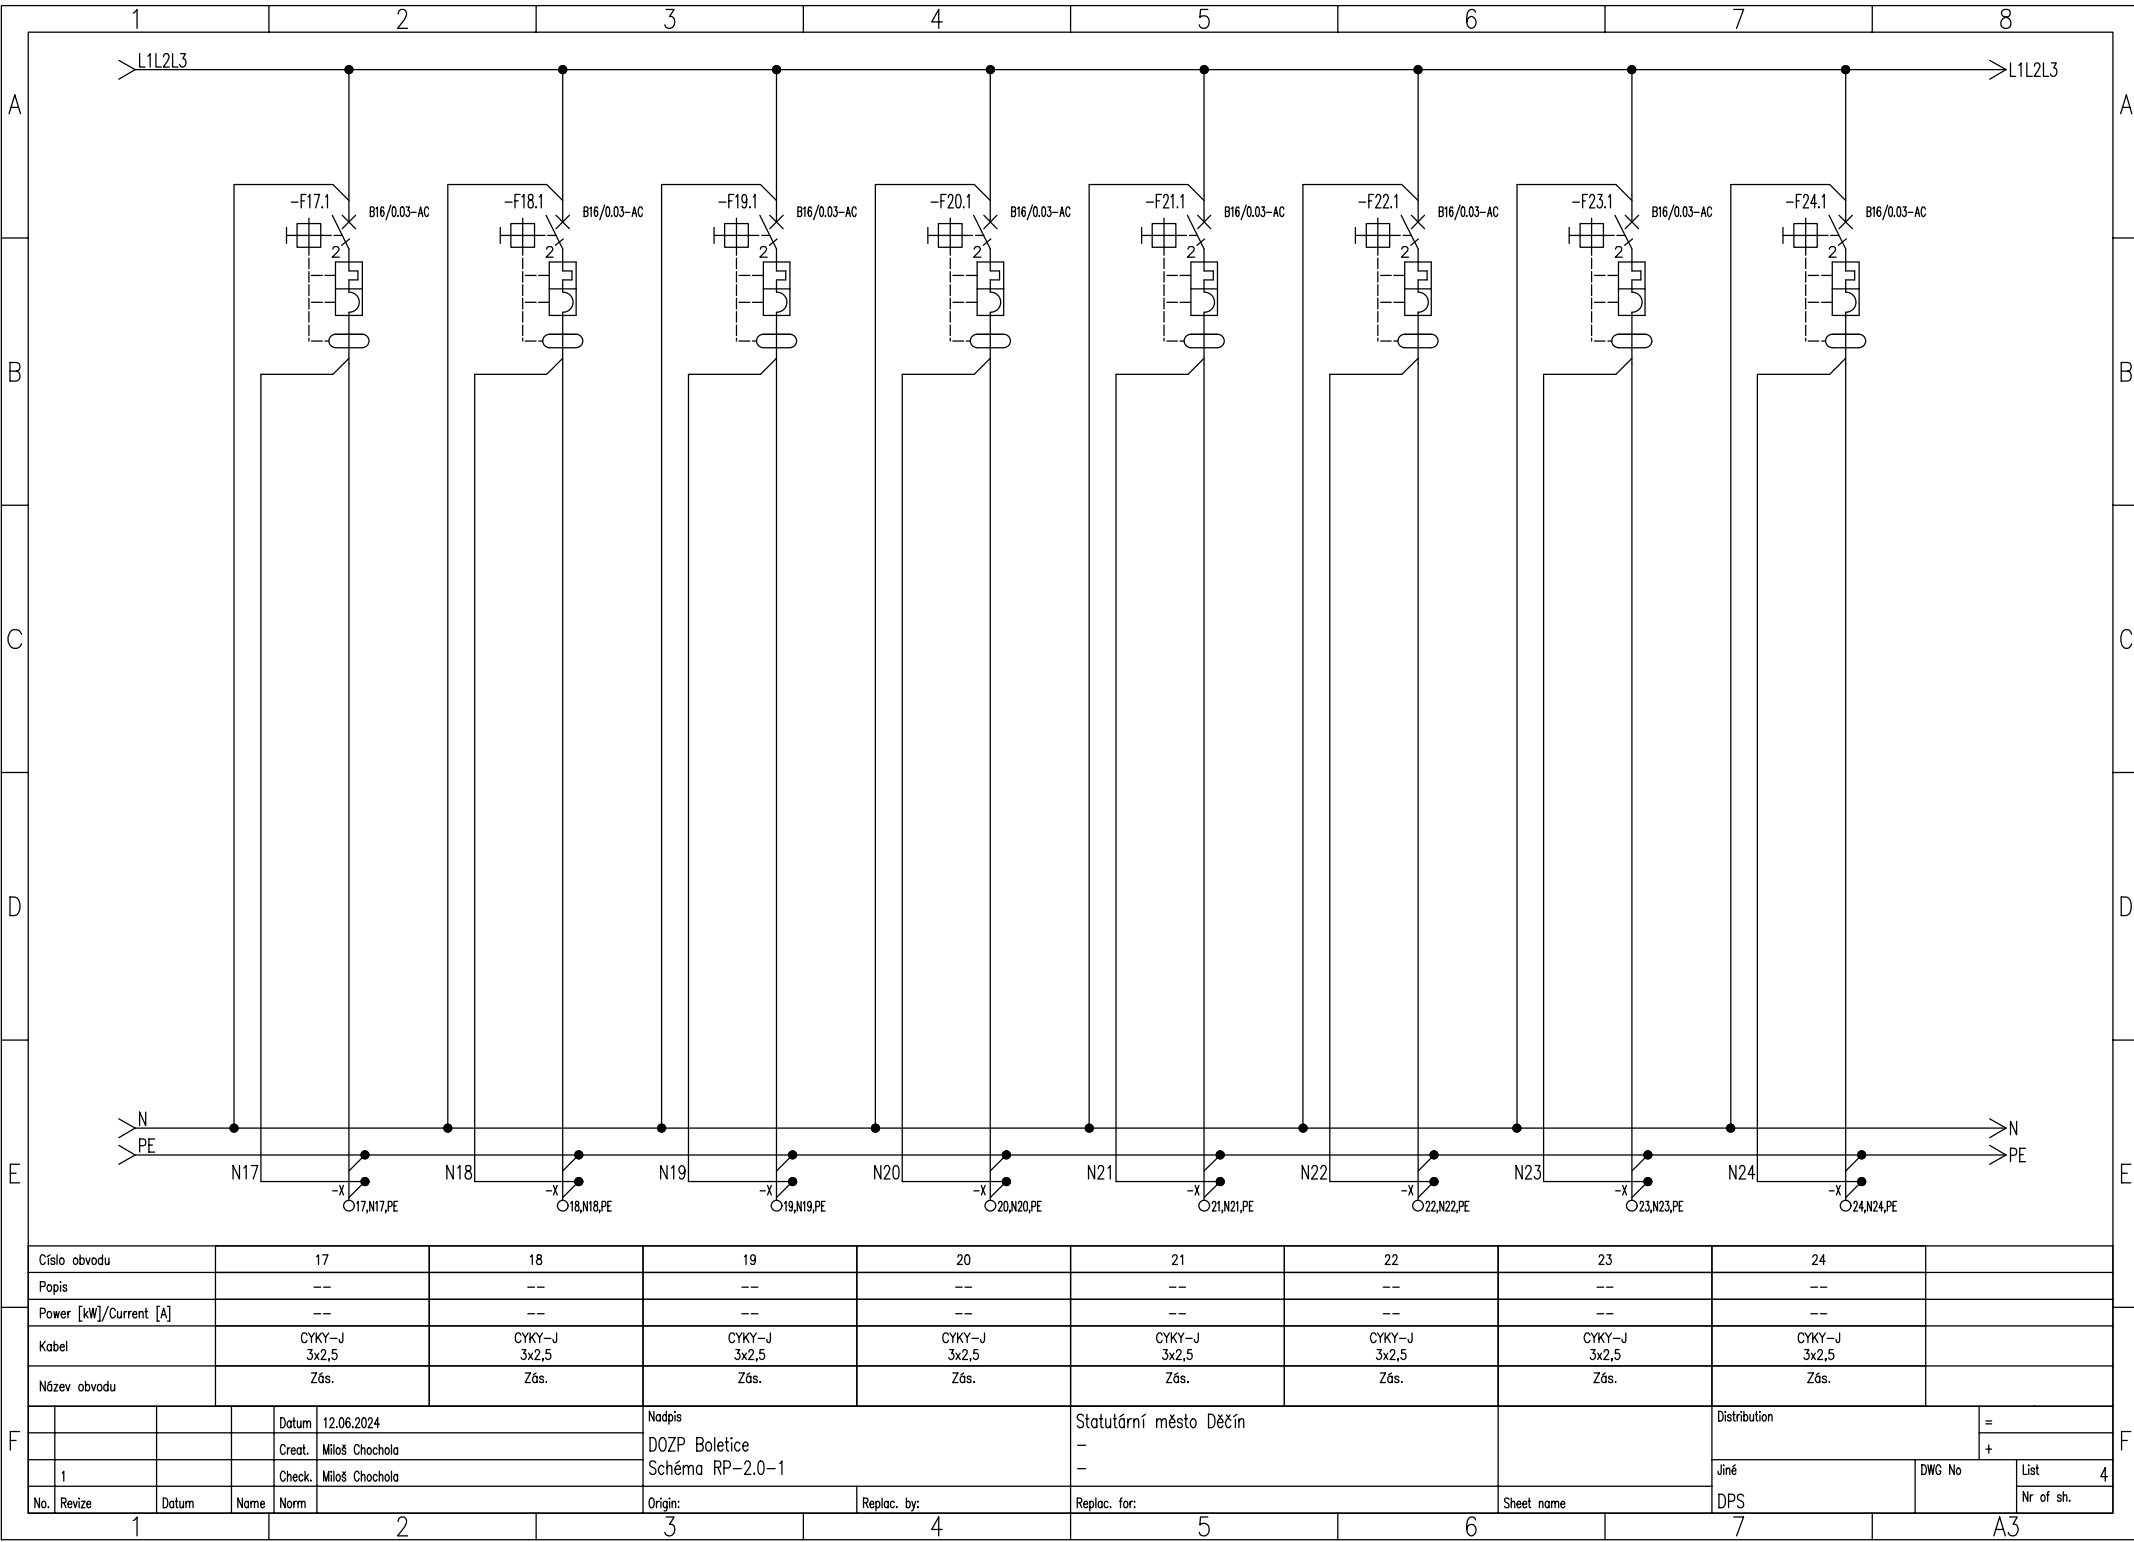 1 2 3 4 5 6 7 8
L1L2L3 L1L2L3
A A
-F17.1 -F18.1 -F19.1 -F20.1 -F21.1 -F22.1 -F23.1 -F24.1
B16/0.03-AC B16/0.03-AC B16/0.03-AC B16/0.03-AC B16/0.03-AC B16/0.03-AC B16/0.03-AC B16/0.03-AC
2 2 2 2 2 2 2 2
B B
C C
D D
N N
PE PE
E E
N17 N18 N19 N20 N21 N22 N23 N24
-X -X -X -X -X -X -X -X
17,N17,PE 18,N18,PE 19,N19,PE 20,N20,PE 21,N21,PE 22,N22,PE 23,N23,PE 24,N24,PE
Císlo obvodu 17 18 19 20 21 22 23 24
Popis -- -- -- -- -- -- -- --
Power [kW]/Current [A] -- -- -- -- -- -- -- --
Kabel CYKY-J CYKY-J CYKY-J CYKY-J CYKY-J CYKY-J CYKY-J CYKY-J
3x2,5 3x2,5 3x2,5 3x2,5 3x2,5 3x2,5 3x2,5 3x2,5
Název obvodu Zás. Zás. Zás. Zás. Zás. Zás. Zás. Zás.
F F
Datum 12.06.2024 Nadpis Statutární město Děčín Distribution =
Creat. Miloš Chochola DOZP Boletice - +
1 Check. Miloš Chochola Schéma RP-2.0-1 - Jiné DWG No List 4
No. Revize Datum Name Norm Origin: Replac. by: Replac. for: Sheet name DPS Nr of sh.
1 2 3 4 5 6 7 A3